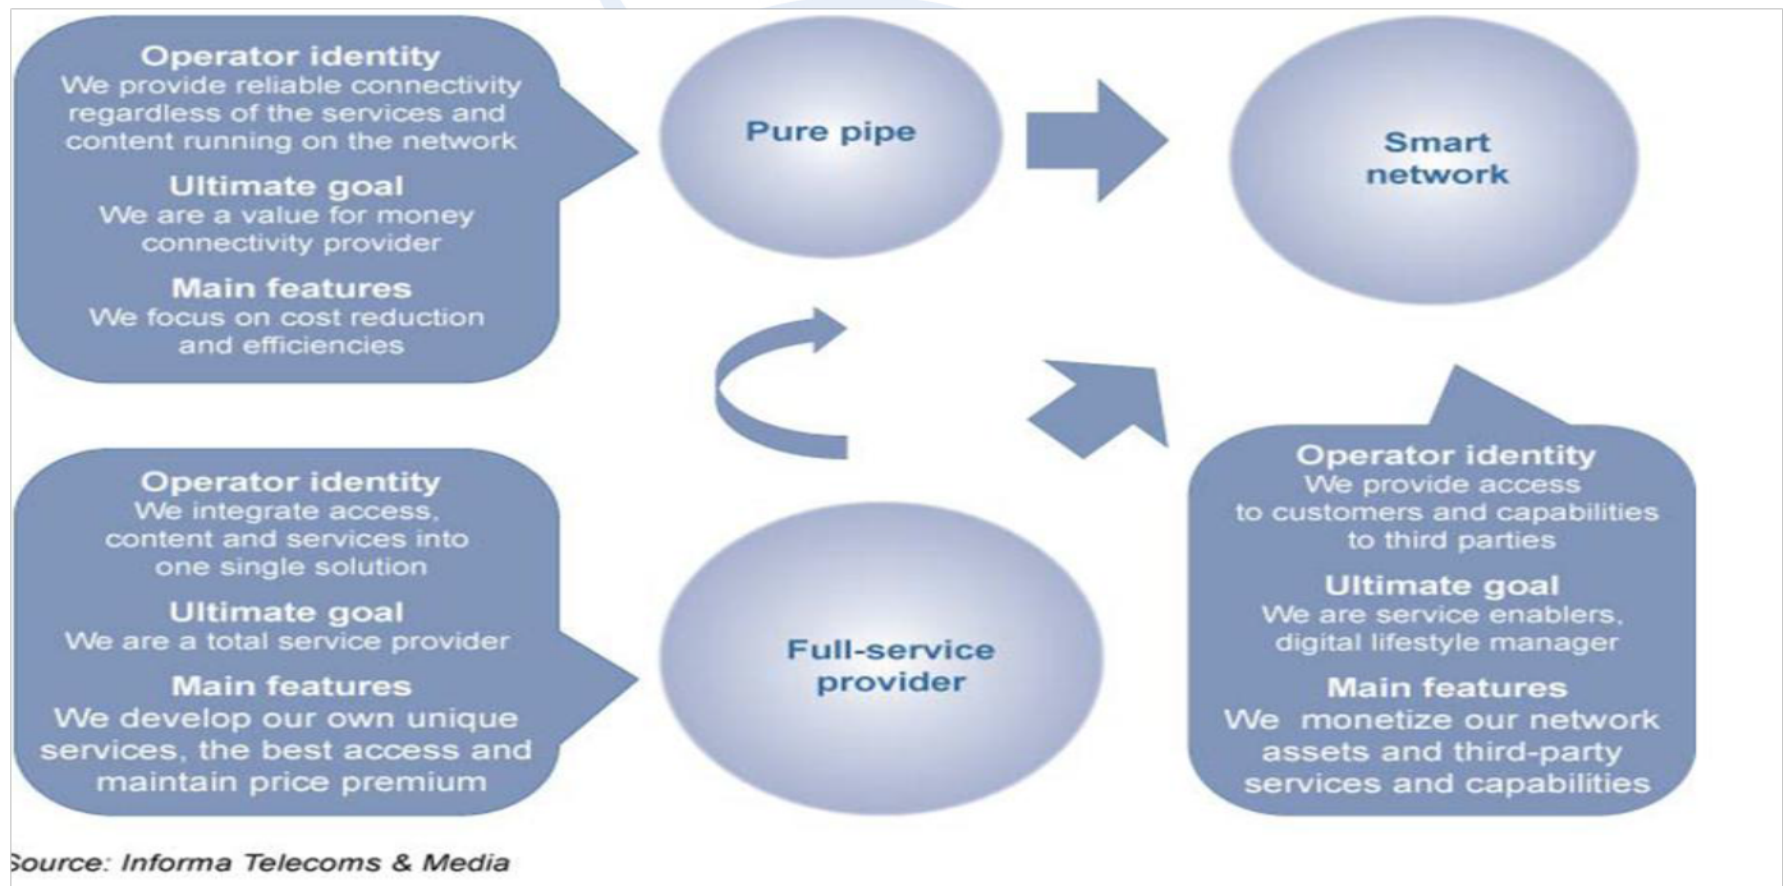 Operator identity
We provide reliable connectivity
regardless of the services and
content running on the network
Ultimate goal
We are a value for money
connectivity provider
Main features
We focus on cost reduction
and efficiencies
Pure pipe
Smart
network
Operator identity
We integrate access,
content and services into
one single solution
Ultimate goal
We are a total service provider
Main features
We develop our own unique
services, the best access and
maintain price premium
Full-service
provider
Operator identity
We provide access
to customers and capabilities
to third parties
Ultimate goal
We are service enablers,
digital lifestyle manager
Main features
We monetize our network
assets and third-party
services and capabilities
Source: Informa Telecoms & Media